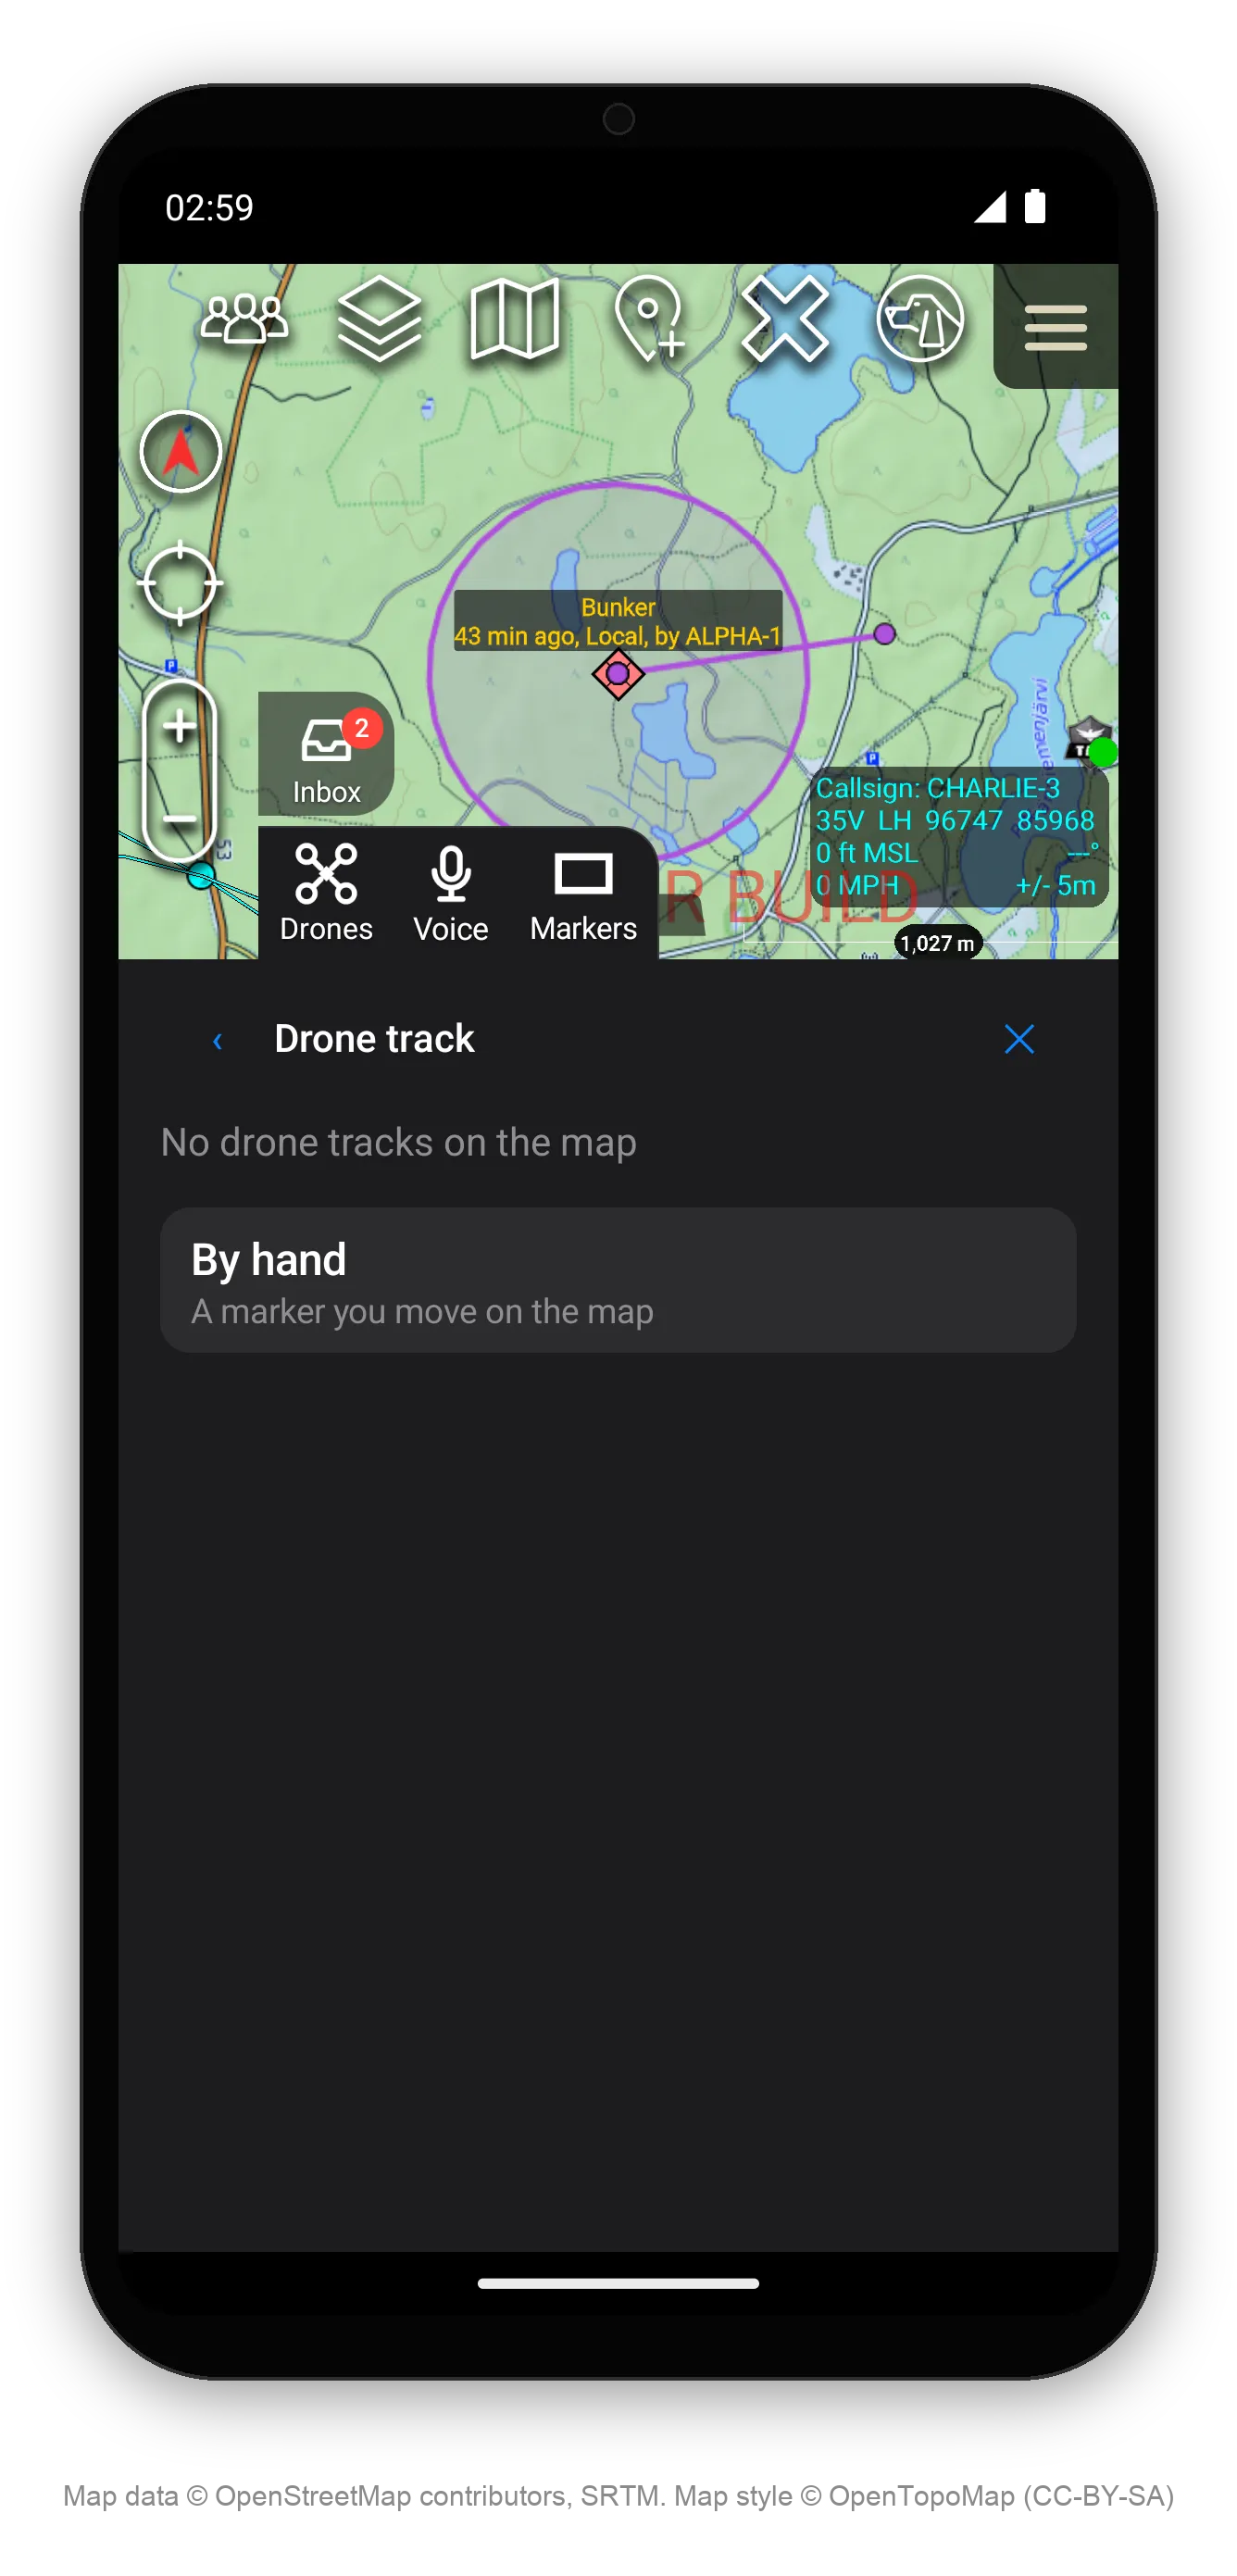 02:59
Bunker
43 min ago, Local, by ALPHA-1
2
Inbox
53
Callsign: CHARLIE-3
35V LH 96747 85968
0 ft MSL ---°
0 MPH +/- 5m
R BUILD
Drones Voice Markers
1,027 m
‹ Drone track
No drone tracks on the map
By hand
A marker you move on the map
Map data © OpenStreetMap contributors, SRTM. Map style © OpenTopoMap (CC-BY-SA)